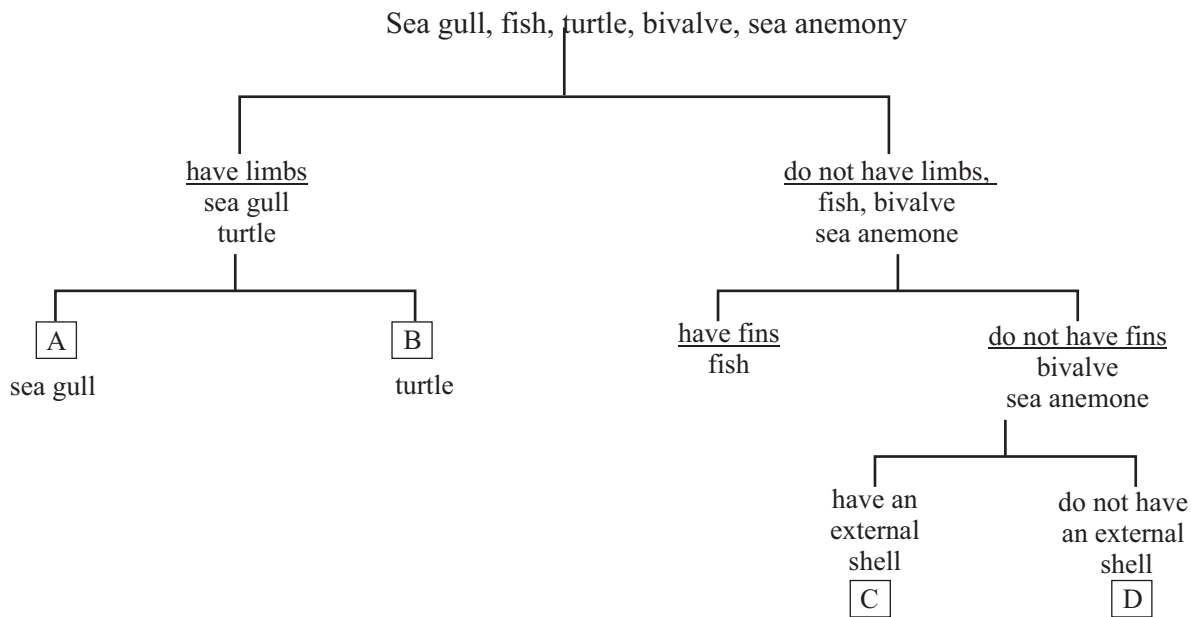 Sea gull, fish, turtle, bivalve, sea anemony
have limbs
sea gull
turtle
do not have limbs,
fish, bivalve
sea anemone
A
sea gull
B
turtle
have fins
fish
do not have fins
bivalve
sea anemone
have an
external
shell
C
do not have
an external
shell
D